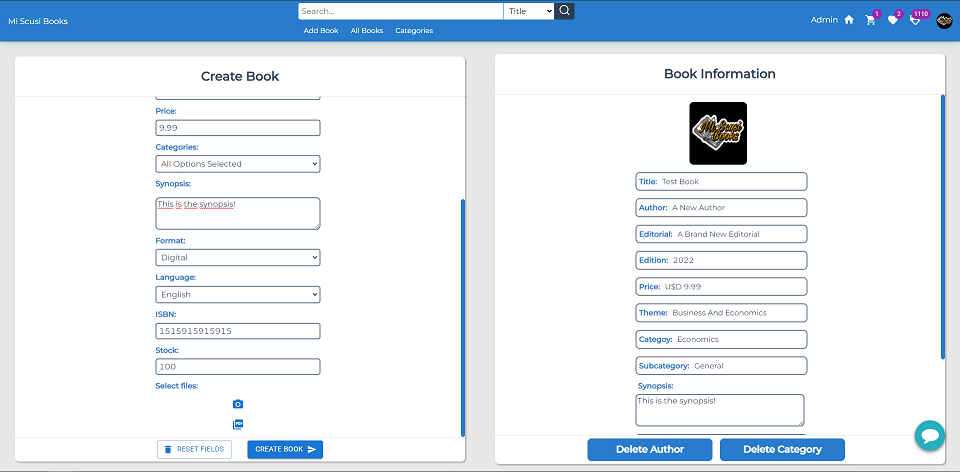 Mi Scusi Books
Search...
Title
Add Book
All Books
Categories
Admin
1
2
1110
Create Book
Price:
9.99
Categories:
All Options Selected
Synopsis:
This is the synopsis!
Format:
Digital
Language:
English
ISBN:
1515915915915
Stock:
100
Select files:
PDF
RESET FIELDS
CREATE BOOK
Book Information
Mi Scusi
Books
Title: Test Book
Author: A New Author
Editorial: A Brand New Editorial
Edition: 2022
Price: U$D 9.99
Theme: Business And Economics
Categoy: Economics
Subcategory: General
Synopsis:
This is the synopsis!
Delete Author
Delete Category